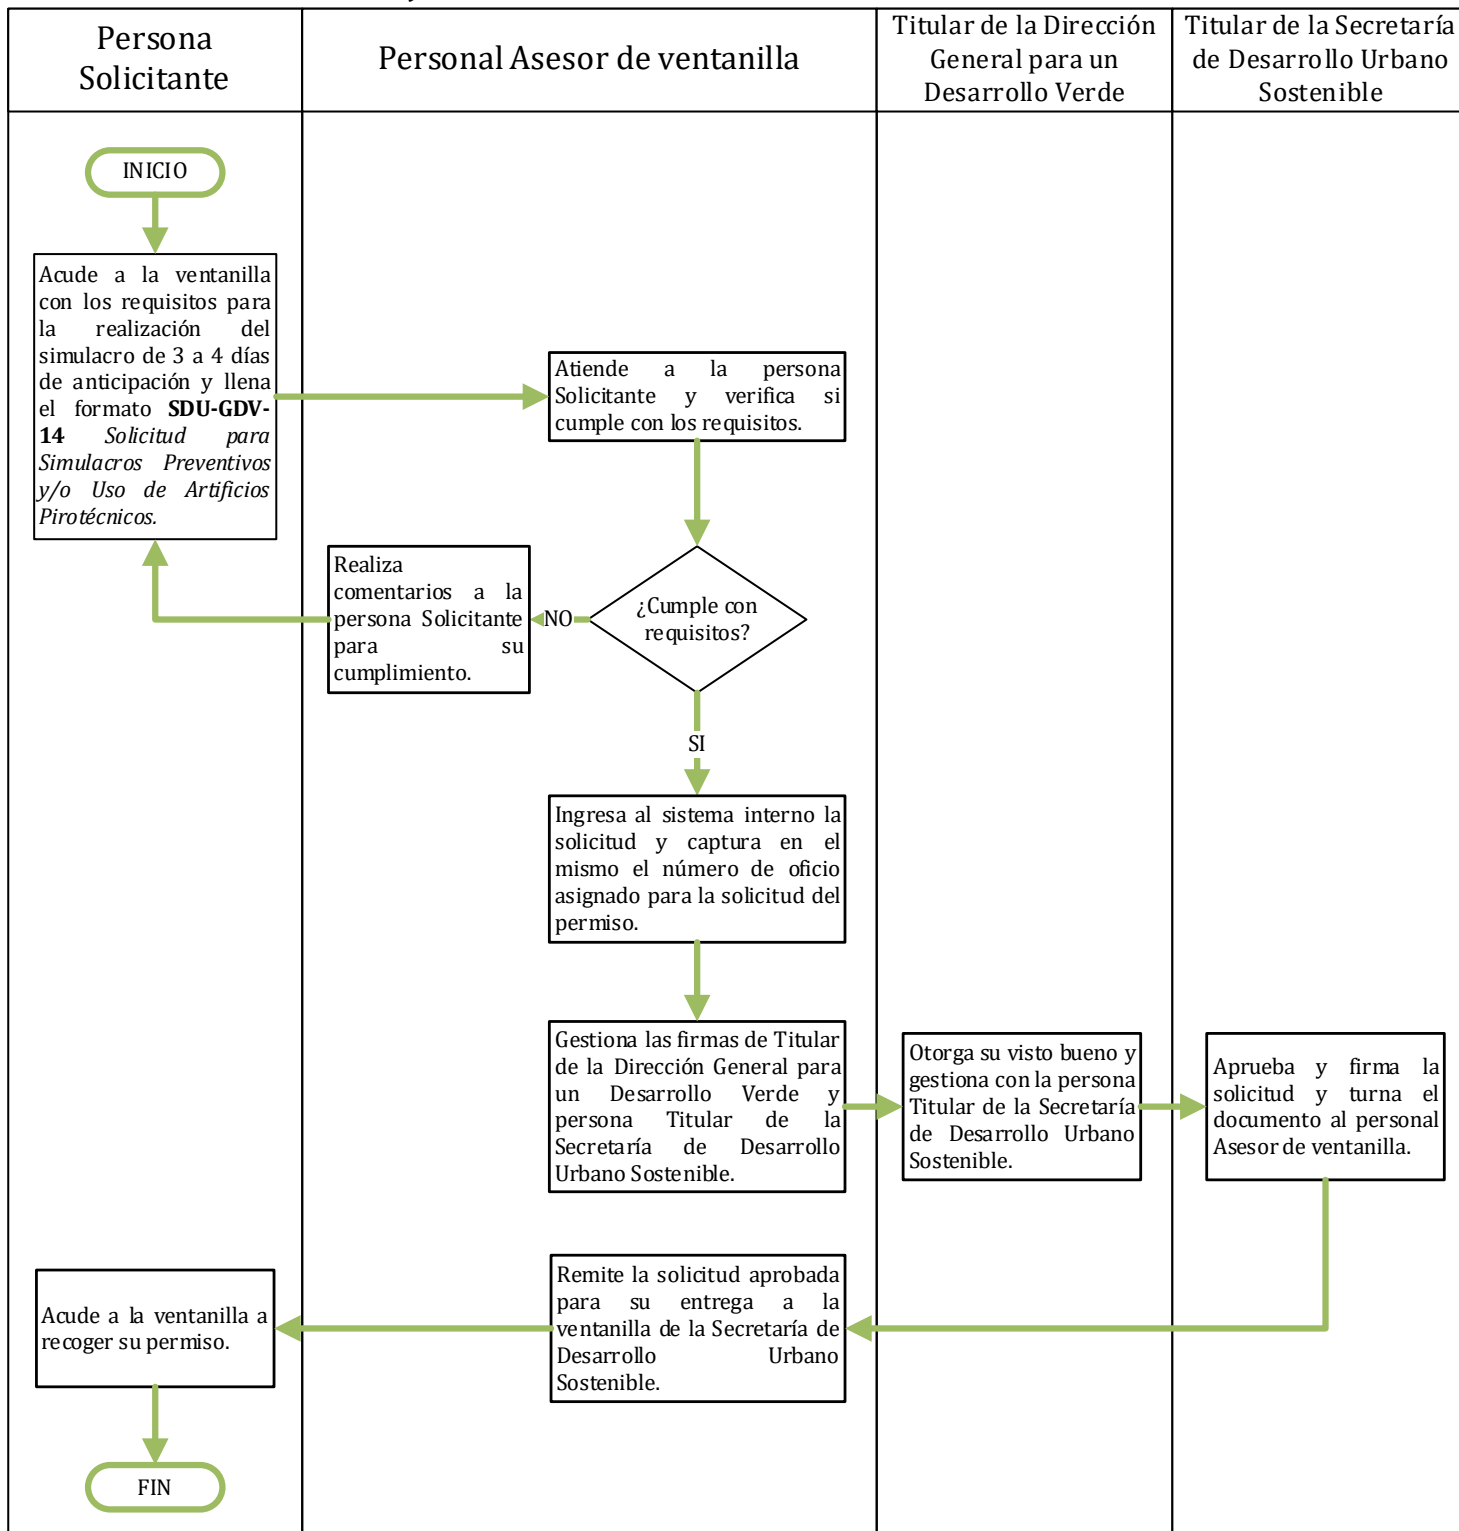 Persona
Solicitante
Personal Asesor de ventanilla
Titular de la Dirección
General para un
Desarrollo Verde
Titular de la Secretaría
de Desarrollo Urbano
Sostenible
INICIO
Acude a la ventanilla
con los requisitos para
la realización del
simulacro de 3 a 4 días
de anticipación y llena
el formato SDU-GDV-
14 Solicitud para
Simulacros Preventivos
y/o Uso de Artificios
Pirotécnicos.
Atiende a la persona
Solicitante y verifica si
cumple con los requisitos.
¿Cumple con
requisitos?
NO
Realiza
comentarios a la
persona Solicitante
para su
cumplimiento.
SI
Ingresa al sistema interno la
solicitud y captura en el
mismo el número de oficio
asignado para la solicitud del
permiso.
Gestiona las firmas de Titular
de la Dirección General para
un Desarrollo Verde y
persona Titular de la
Secretaría de Desarrollo
Urbano Sostenible.
Otorga su visto bueno y
gestiona con la persona
Titular de la Secretaría
de Desarrollo Urbano
Sostenible.
Aprueba y firma la
solicitud y turna el
documento al personal
Asesor de ventanilla.
Remite la solicitud aprobada
para su entrega a la
ventanilla de la Secretaría de
Desarrollo Urbano
Sostenible.
Acude a la ventanilla a
recoger su permiso.
FIN